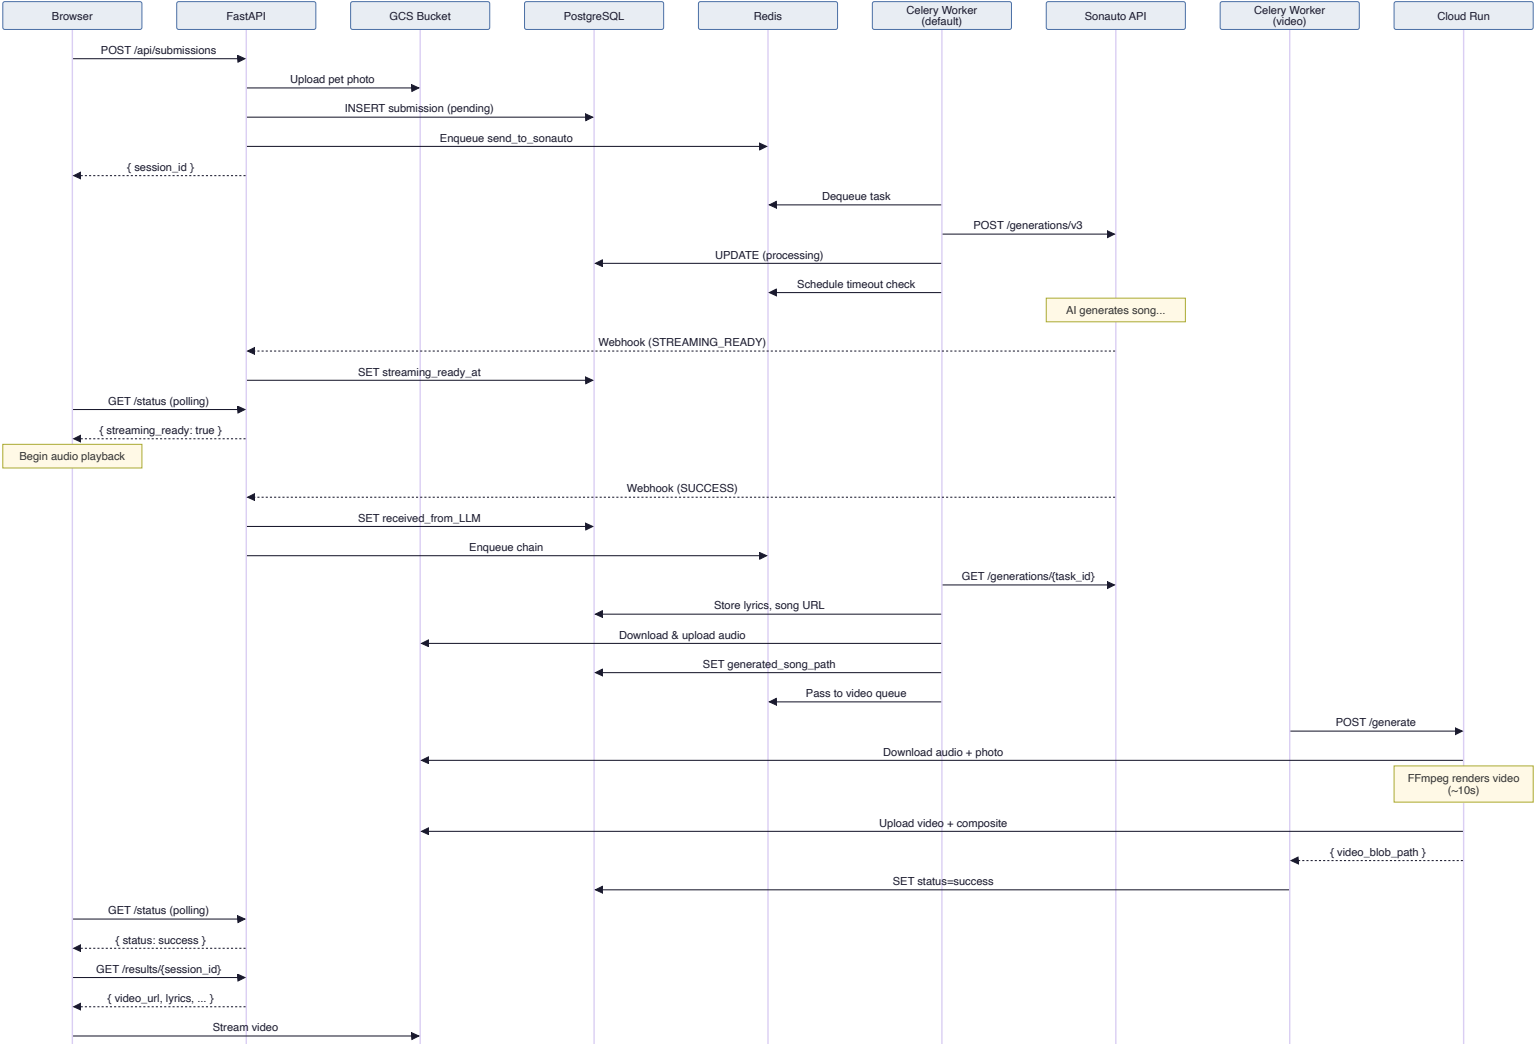 Browser
FastAPI
GCS Bucket
PostgreSQL
Redis
Celery Worker
(default)
Sonauto API
Celery Worker
(video)
Cloud Run
POST /api/submissions
Upload pet photo
INSERT submission (pending)
Enqueue send_to_sonauto
{ session_id }
Dequeue task
POST /generations/v3
UPDATE (processing)
Schedule timeout check
AI generates song...
Webhook (STREAMING_READY)
SET streaming_ready_at
GET /status (polling)
{ streaming_ready: true }
Begin audio playback
Webhook (SUCCESS)
SET received_from_LLM
Enqueue chain
GET /generations/{task_id}
Store lyrics, song URL
Download & upload audio
SET generated_song_path
Pass to video queue
POST /generate
Download audio + photo
FFmpeg renders video
(~10s)
Upload video + composite
{ video_blob_path }
SET status=success
GET /status (polling)
{ status: success }
GET /results/{session_id}
{ video_url, lyrics, ... }
Stream video